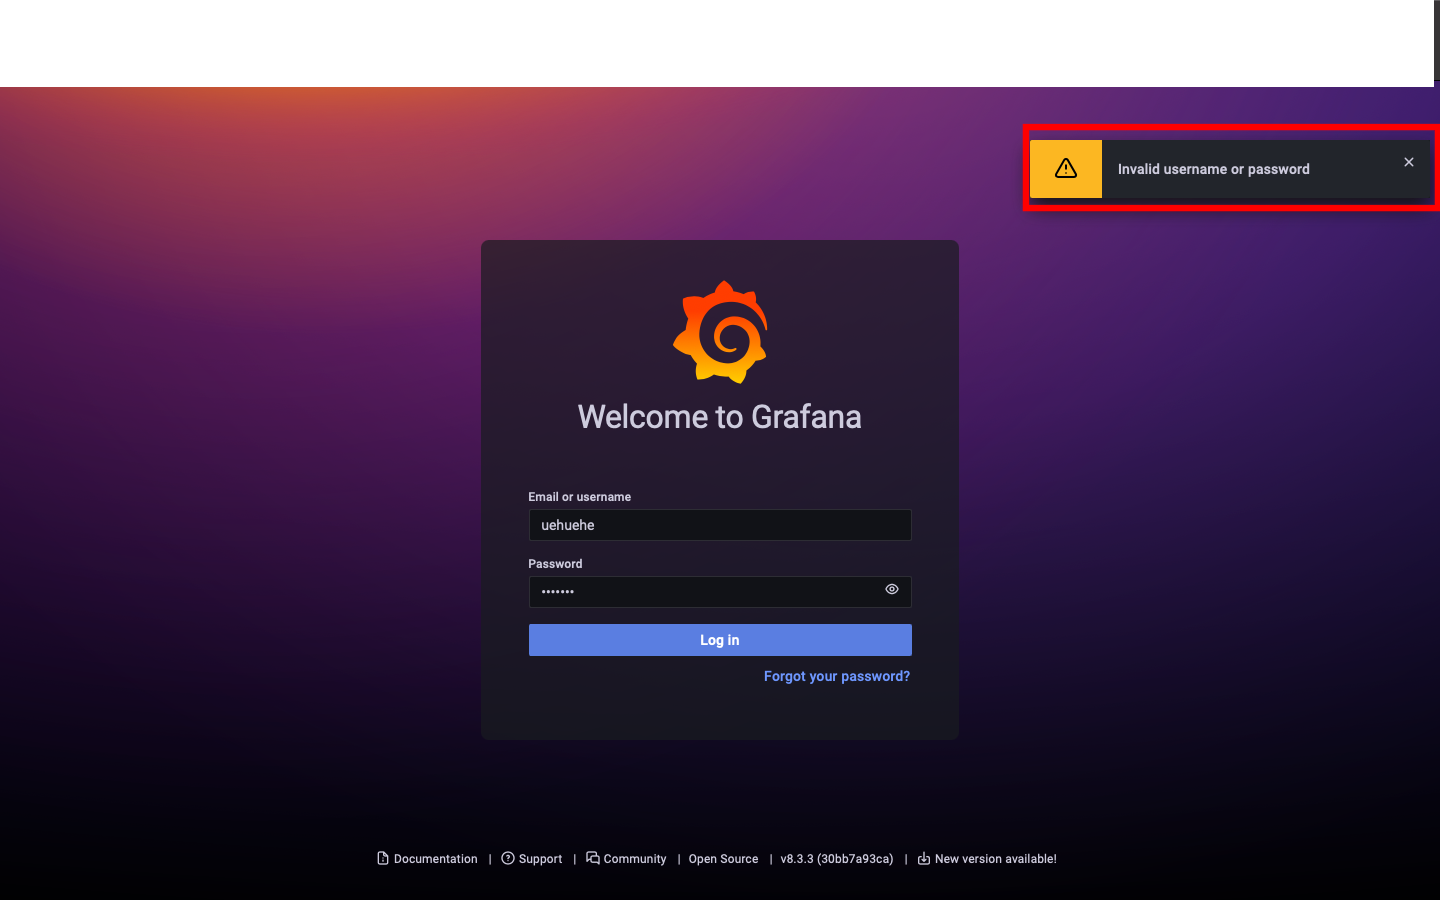 Invalid username or password
Welcome to Grafana
Email or username
uehuehe
Password
•••••••
Log in
Forgot your password?
Documentation | Support | Community | Open Source | v8.3.3 (30bb7a93ca) | New version available!